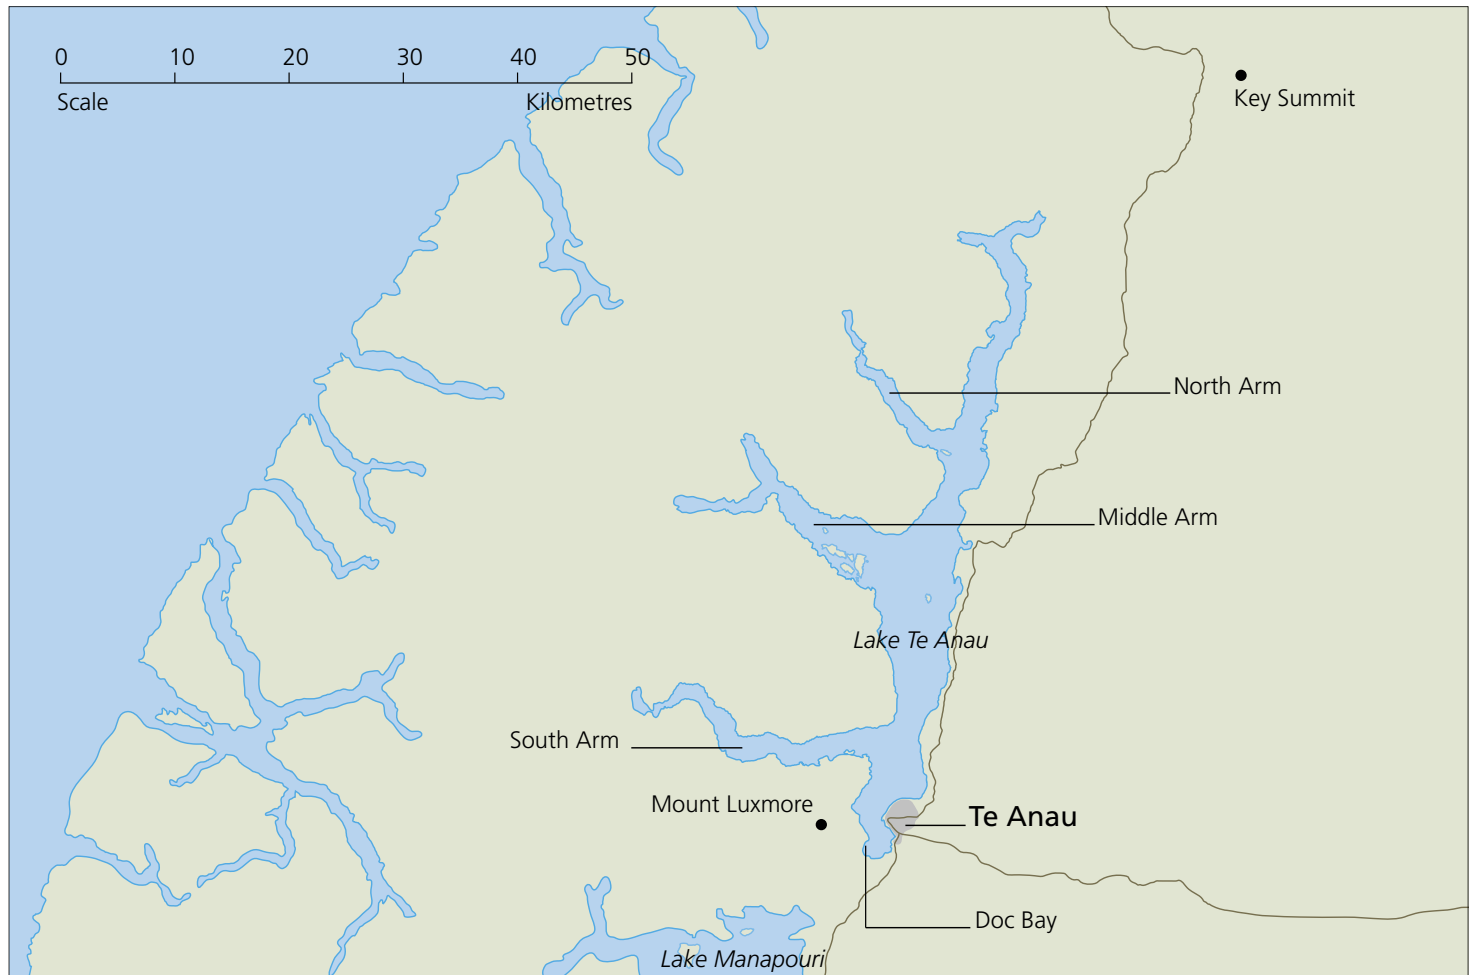 0 10 20 30 40 50
Scale Kilometres
Key Summit
North Arm
Middle Arm
Lake Te Anau
South Arm
Mount Luxmore
Te Anau
Doc Bay
Lake Manapouri